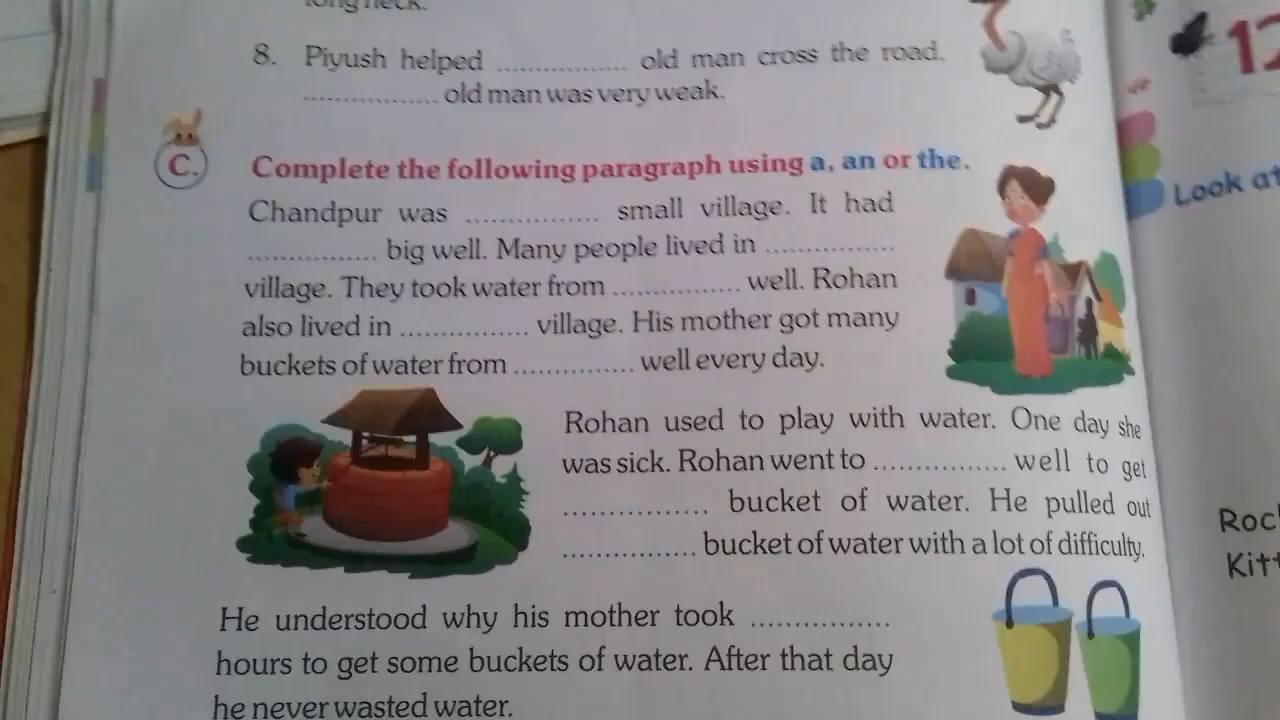 long neck.
8. Piyush helped ................ old man cross the road.
................ old man was very weak.
C. Complete the following paragraph using a, an or the.
Chandpur was ................ small village. It had
................ big well. Many people lived in ................
village. They took water from ................ well. Rohan
also lived in ................ village. His mother got many
buckets of water from ............... well every day.
Rohan used to play with water. One day she
was sick. Rohan went to ................ well to get
................. bucket of water. He pulled out
................ bucket of water with a lot of difficulty.
He understood why his mother took ................
hours to get some buckets of water. After that day
he never wasted water.
12
Look at